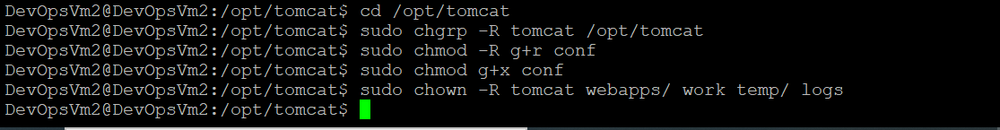 DevOpsVm2@DevOpsVm2:/opt/tomcat$ cd /opt/tomcat
DevOpsVm2@DevOpsVm2:/opt/tomcat$ sudo chgrp -R tomcat /opt/tomcat
DevOpsVm2@DevOpsVm2:/opt/tomcat$ sudo chmod -R g+r conf
DevOpsVm2@DevOpsVm2:/opt/tomcat$ sudo chmod g+x conf
DevOpsVm2@DevOpsVm2:/opt/tomcat$ sudo chown -R tomcat webapps/ work temp/ logs
DevOpsVm2@DevOpsVm2:/opt/tomcat$